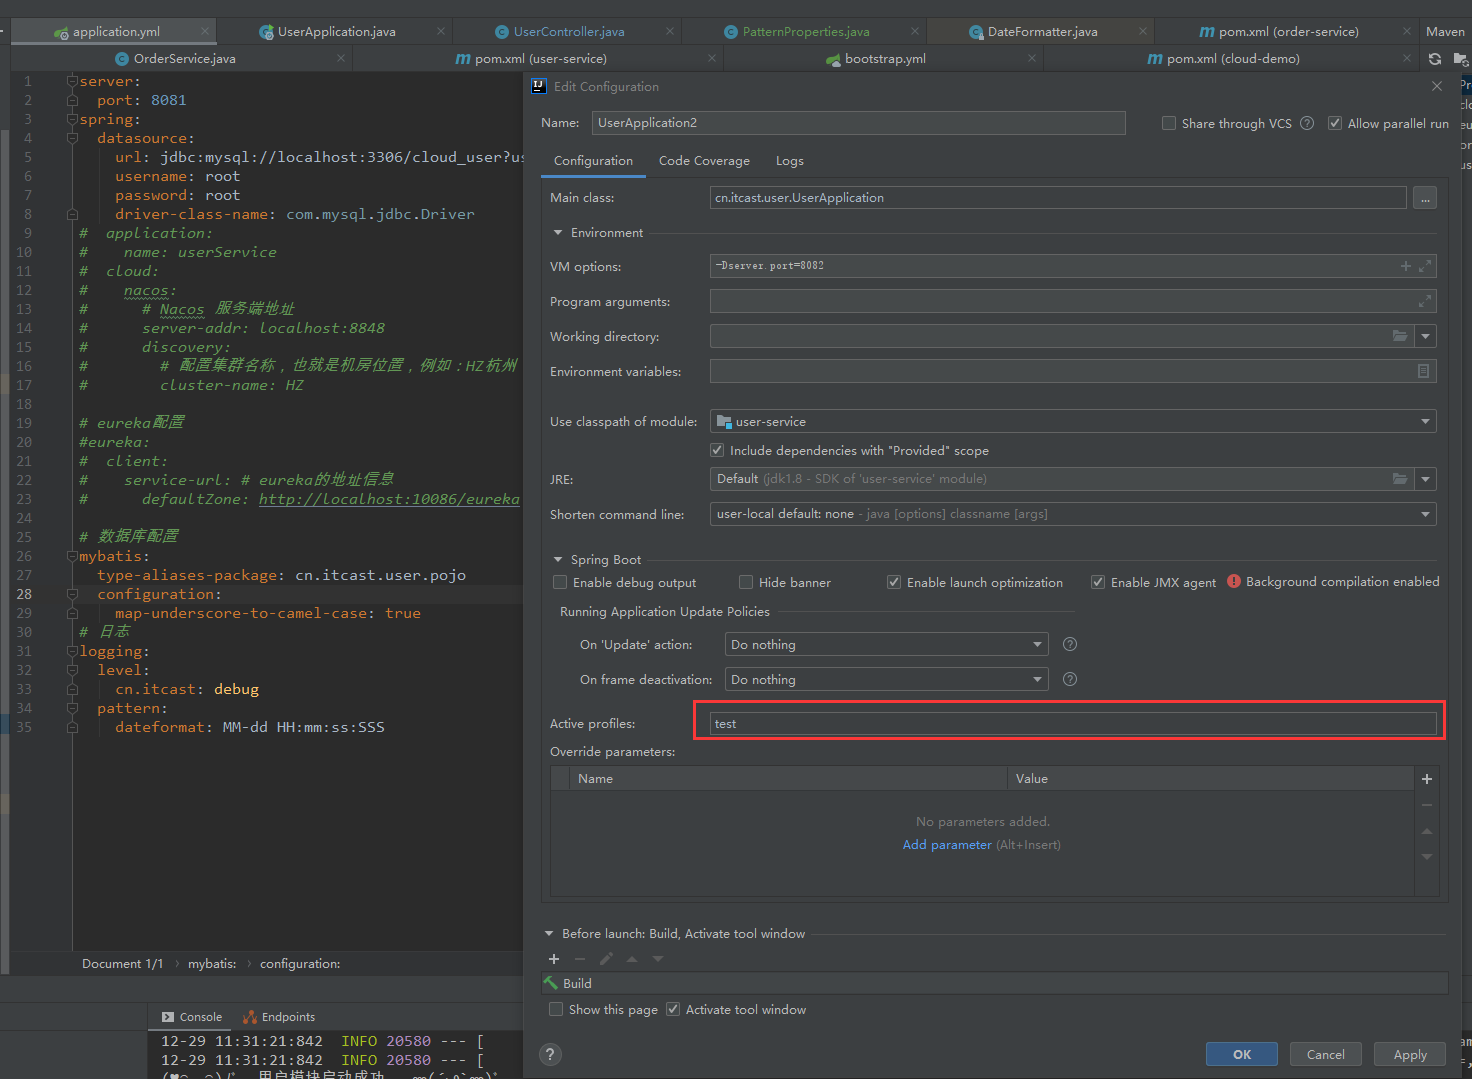 application.yml
UserApplication.java
UserController.java
PatternProperties.java
DateFormatter.java
pom.xml (order-service)
Maven
OrderService.java
pom.xml (user-service)
bootstrap.yml
pom.xml (cloud-demo)
1 server:
2 port: 8081
3 spring:
4 datasource:
5 url: jdbc:mysql://localhost:3306/cloud_user?us
6 username: root
7 password: root
8 driver-class-name: com.mysql.jdbc.Driver
9 # application:
10 # name: userService
11 # cloud:
12 # nacos:
13 # # Nacos 服务端地址
14 # server-addr: localhost:8848
15 # discovery:
16 # # 配置集群名称，也就是机房位置，例如：HZ杭州
17 # cluster-name: HZ
18
19 # eureka配置
20 #eureka:
21 # client:
22 # service-url: # eureka的地址信息
23 # defaultZone: http://localhost:10086/eureka
24
25 # 数据库配置
26 mybatis:
27 type-aliases-package: cn.itcast.user.pojo
28 configuration:
29 map-underscore-to-camel-case: true
30 # 日志
31 logging:
32 level:
33 cn.itcast: debug
34 pattern:
35 dateformat: MM-dd HH:mm:ss:SSS
Document 1/1 › mybatis: › configuration:
Console
Endpoints
12-29 11:31:21:842 INFO 20580 --- [
12-29 11:31:21:842 INFO 20580 --- [
用户模块启动成功
Edit Configuration
Name: UserApplication2
Share through VCS
Allow parallel run
Configuration
Code Coverage
Logs
Main class: cn.itcast.user.UserApplication ...
Environment
VM options: -Dserver.port=8082
Program arguments:
Working directory:
Environment variables:
Use classpath of module: user-service
Include dependencies with "Provided" scope
JRE: Default (jdk1.8 - SDK of 'user-service' module)
Shorten command line: user-local default: none - java [options] classname [args]
Spring Boot
Enable debug output
Hide banner
Enable launch optimization
Enable JMX agent
Background compilation enabled
Running Application Update Policies
On 'Update' action: Do nothing
On frame deactivation: Do nothing
Active profiles: test
Override parameters:
Name Value
No parameters added.
Add parameter (Alt+Insert)
Before launch: Build, Activate tool window
Build
Show this page
Activate tool window
OK
Cancel
Apply